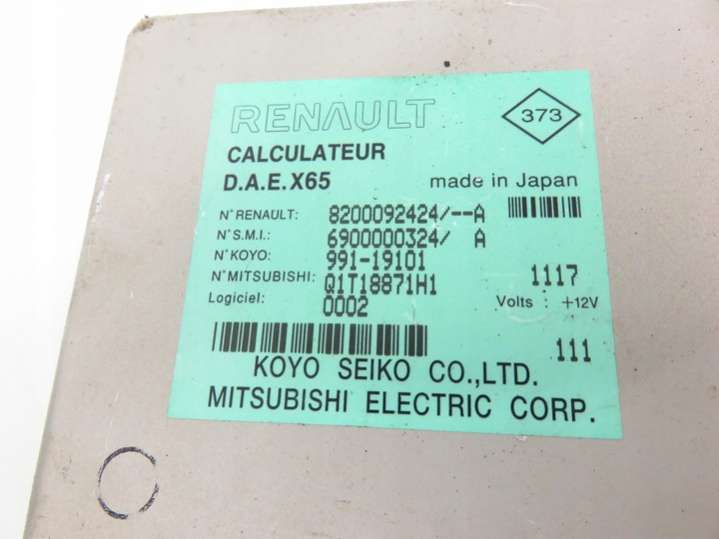 RENAULT 373
CALCULATEUR
D.A.E.X65 made in Japan
N° RENAULT: 8200092424/--A
N° S.M.I.: 6900000324/ A
N° KOYO: 991-19101
N° MITSUBISHI: Q1T18871H1 1117
Logiciel: 0002 Volts : +12V
111
KOYO SEIKO CO.,LTD.
MITSUBISHI ELECTRIC CORP.